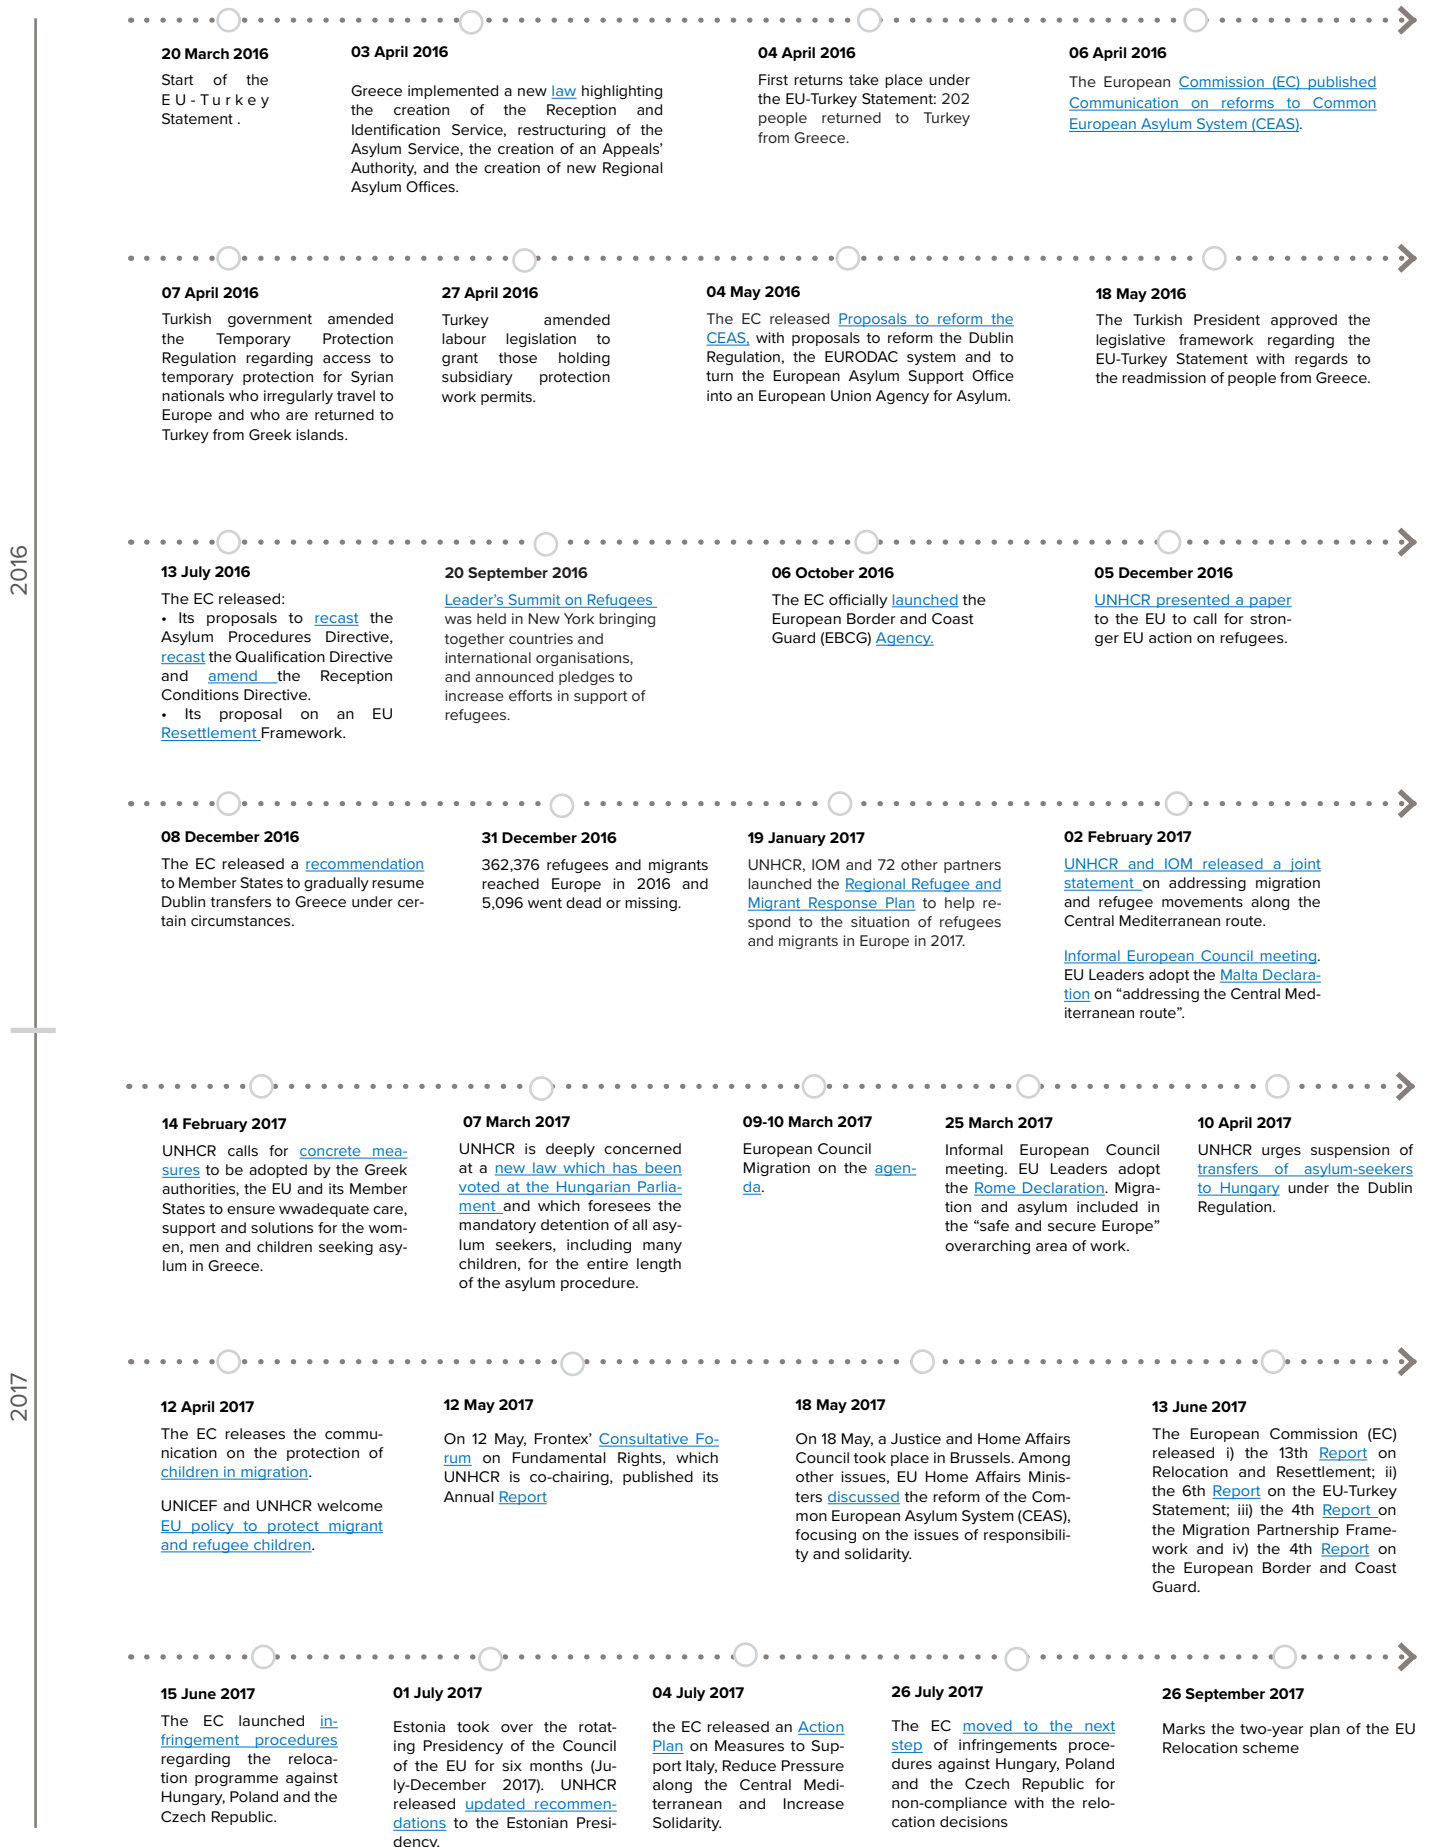 20 March 2016
Start of the
EU-Turkey
Statement .
03 April 2016
Greece implemented a new law highlighting
the creation of the Reception and
Identification Service, restructuring of the
Asylum Service, the creation of an Appeals'
Authority, and the creation of new Regional
Asylum Offices.
04 April 2016
First returns take place under
the EU-Turkey Statement: 202
people returned to Turkey
from Greece.
06 April 2016
The European Commission (EC) published
Communication on reforms to Common
European Asylum System (CEAS).
07 April 2016
Turkish government amended
the Temporary Protection
Regulation regarding access to
temporary protection for Syrian
nationals who irregularly travel to
Europe and who are returned to
Turkey from Greek islands.
27 April 2016
Turkey amended
labour legislation to
grant those holding
subsidiary protection
work permits.
04 May 2016
The EC released Proposals to reform the
CEAS, with proposals to reform the Dublin
Regulation, the EURODAC system and to
turn the European Asylum Support Office
into an European Union Agency for Asylum.
18 May 2016
The Turkish President approved the
legislative framework regarding the
EU-Turkey Statement with regards to
the readmission of people from Greece.
2016
13 July 2016
The EC released:
• Its proposals to recast the
Asylum Procedures Directive,
recast the Qualification Directive
and amend the Reception
Conditions Directive.
• Its proposal on an EU
Resettlement Framework.
20 September 2016
Leader's Summit on Refugees
was held in New York bringing
together countries and
international organisations,
and announced pledges to
increase efforts in support of
refugees.
06 October 2016
The EC officially launched the
European Border and Coast
Guard (EBCG) Agency.
05 December 2016
UNHCR presented a paper
to the EU to call for stron-
ger EU action on refugees.
08 December 2016
The EC released a recommendation
to Member States to gradually resume
Dublin transfers to Greece under cer-
tain circumstances.
31 December 2016
362,376 refugees and migrants
reached Europe in 2016 and
5,096 went dead or missing.
19 January 2017
UNHCR, IOM and 72 other partners
launched the Regional Refugee and
Migrant Response Plan to help re-
spond to the situation of refugees
and migrants in Europe in 2017.
02 February 2017
UNHCR and IOM released a joint
statement on addressing migration
and refugee movements along the
Central Mediterranean route.
Informal European Council meeting.
EU Leaders adopt the Malta Declara-
tion on "addressing the Central Med-
iterranean route".
14 February 2017
UNHCR calls for concrete mea-
sures to be adopted by the Greek
authorities, the EU and its Member
States to ensure wwadequate care,
support and solutions for the wom-
en, men and children seeking asy-
lum in Greece.
07 March 2017
UNHCR is deeply concerned
at a new law which has been
voted at the Hungarian Parlia-
ment and which foresees the
mandatory detention of all asy-
lum seekers, including many
children, for the entire length
of the asylum procedure.
09-10 March 2017
European Council
Migration on the agen-
da.
25 March 2017
Informal European Council
meeting. EU Leaders adopt
the Rome Declaration. Migra-
tion and asylum included in
the "safe and secure Europe"
overarching area of work.
10 April 2017
UNHCR urges suspension of
transfers of asylum-seekers
to Hungary under the Dublin
Regulation.
2017
12 April 2017
The EC releases the commu-
nication on the protection of
children in migration.
UNICEF and UNHCR welcome
EU policy to protect migrant
and refugee children.
12 May 2017
On 12 May, Frontex' Consultative Fo-
rum on Fundamental Rights, which
UNHCR is co-chairing, published its
Annual Report
18 May 2017
On 18 May, a Justice and Home Affairs
Council took place in Brussels. Among
other issues, EU Home Affairs Minis-
ters discussed the reform of the Com-
mon European Asylum System (CEAS),
focusing on the issues of responsibili-
ty and solidarity.
13 June 2017
The European Commission (EC)
released i) the 13th Report on
Relocation and Resettlement; ii)
the 6th Report on the EU-Turkey
Statement; iii) the 4th Report on
the Migration Partnership Frame-
work and iv) the 4th Report on
the European Border and Coast
Guard.
15 June 2017
The EC launched in-
fringement procedures
regarding the reloca-
tion programme against
Hungary, Poland and the
Czech Republic.
01 July 2017
Estonia took over the rotat-
ing Presidency of the Council
of the EU for six months (Ju-
ly-December 2017). UNHCR
released updated recommen-
dations to the Estonian Presi-
dency.
04 July 2017
the EC released an Action
Plan on Measures to Sup-
port Italy, Reduce Pressure
along the Central Medi-
terranean and Increase
Solidarity.
26 July 2017
The EC moved to the next
step of infringements proce-
dures against Hungary, Poland
and the Czech Republic for
non-compliance with the relo-
cation decisions
26 September 2017
Marks the two-year plan of the EU
Relocation scheme